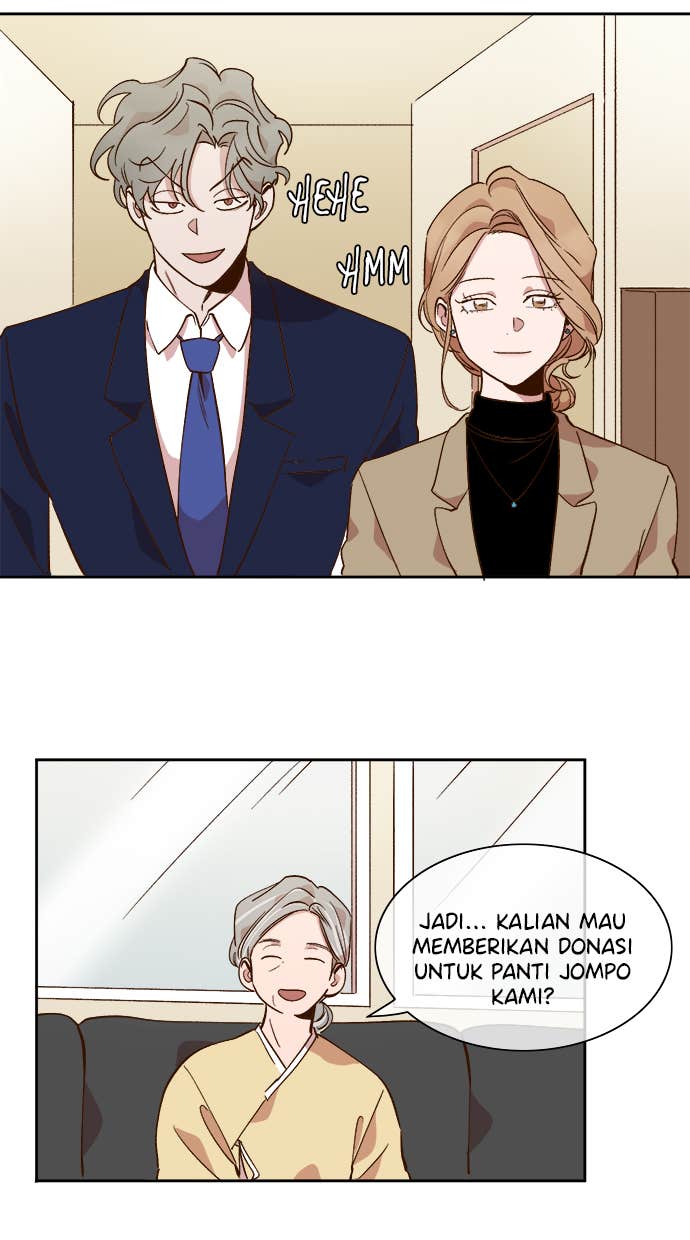 HEHE
HMM
JADI... KALIAN MAU
MEMBERIKAN DONASI
UNTUK PANTI JOMPO
KAMI?